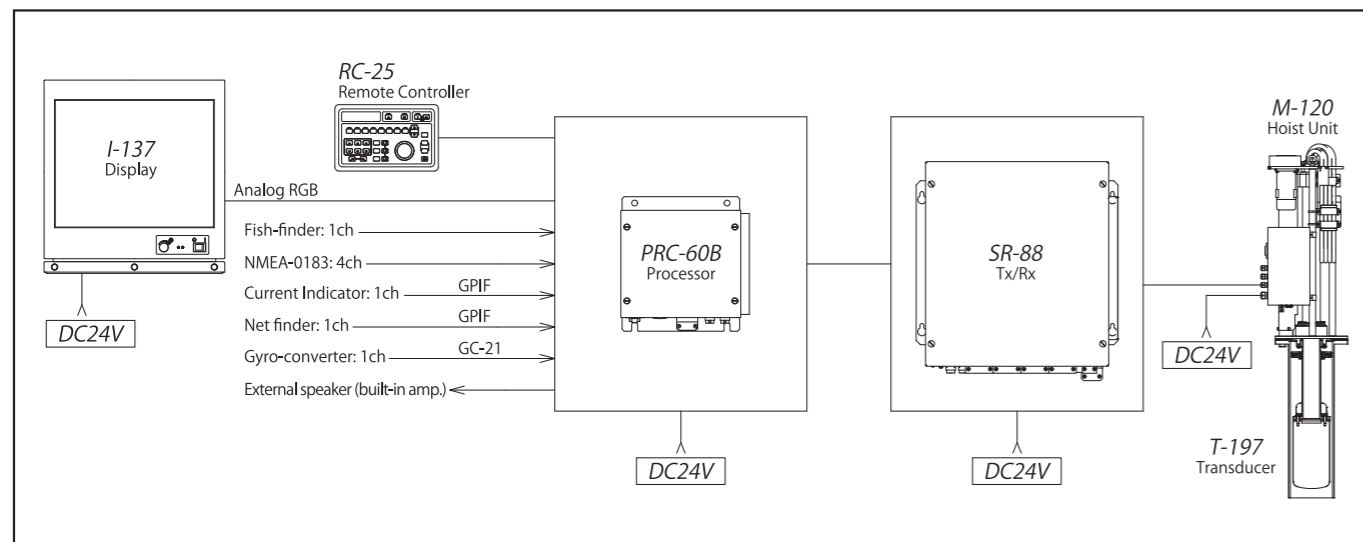 RC-25
Remote Controller
I-137
Display
Analog RGB
Fish-finder: 1ch
NMEA-0183: 4ch
Current Indicator: 1ch GPIF
Net finder: 1ch GPIF
Gyro-converter: 1ch GC-21
External speaker (built-in amp.)
DC24V
PRC-60B
Processor
DC24V
SR-88
Tx/Rx
DC24V
M-120
Hoist Unit
DC24V
T-197
Transducer